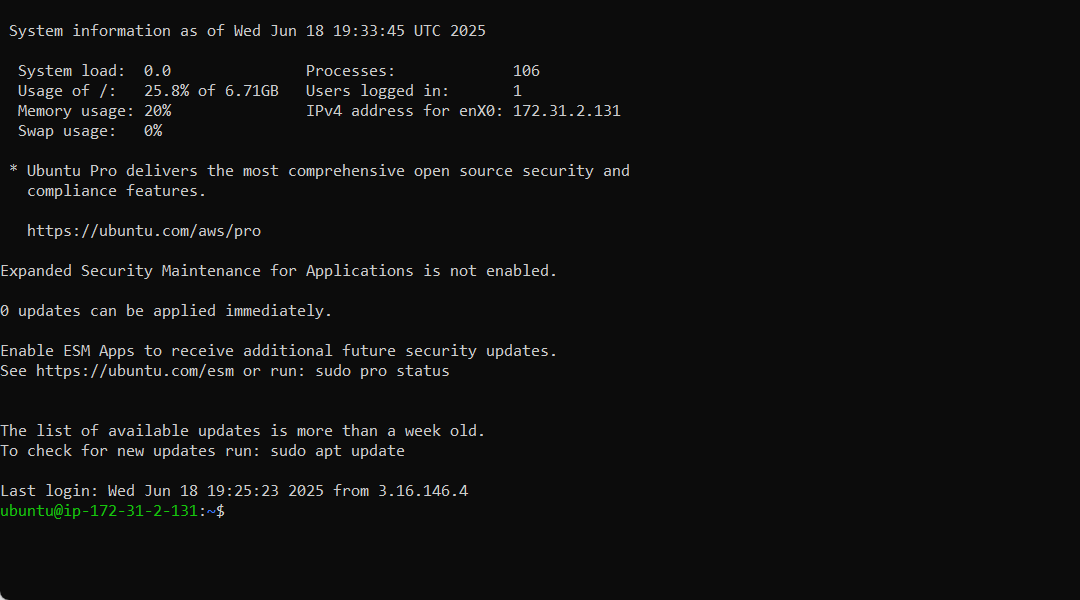 System information as of Wed Jun 18 19:33:45 UTC 2025
System load:  0.0               Processes:             106
Usage of /:   25.8% of 6.71GB   Users logged in:       1
Memory usage: 20%               IPv4 address for enX0: 172.31.2.131
Swap usage:   0%
* Ubuntu Pro delivers the most comprehensive open source security and
compliance features.
https://ubuntu.com/aws/pro
Expanded Security Maintenance for Applications is not enabled.
0 updates can be applied immediately.
Enable ESM Apps to receive additional future security updates.
See https://ubuntu.com/esm or run: sudo pro status
The list of available updates is more than a week old.
To check for new updates run: sudo apt update
Last login: Wed Jun 18 19:25:23 2025 from 3.16.146.4
ubuntu@ip-172-31-2-131:~$